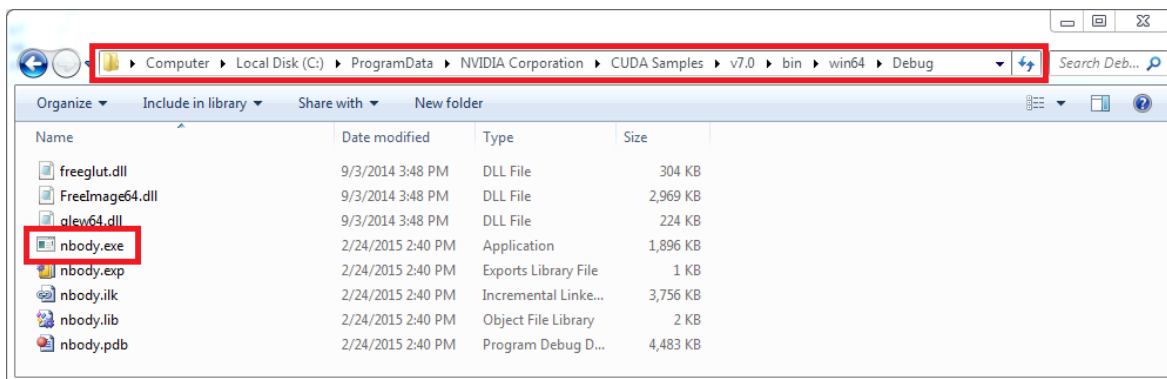 Computer Local Disk (C:) ProgramData NVIDIA Corporation CUDA Samples v7.0 bin win64 Debug Search Deb...
Organize Include in library Share with New folder
Name Date modified Type Size
freeglut.dll 9/3/2014 3:48 PM DLL File 304 KB
FreeImage64.dll 9/3/2014 3:48 PM DLL File 2,969 KB
glew64.dll 9/3/2014 3:48 PM DLL File 224 KB
nbody.exe 2/24/2015 2:40 PM Application 1,896 KB
nbody.exp 2/24/2015 2:40 PM Exports Library File 1 KB
nbody.ilk 2/24/2015 2:40 PM Incremental Linke... 3,756 KB
nbody.lib 2/24/2015 2:40 PM Object File Library 2 KB
nbody.pdb 2/24/2015 2:40 PM Program Debug D... 4,483 KB